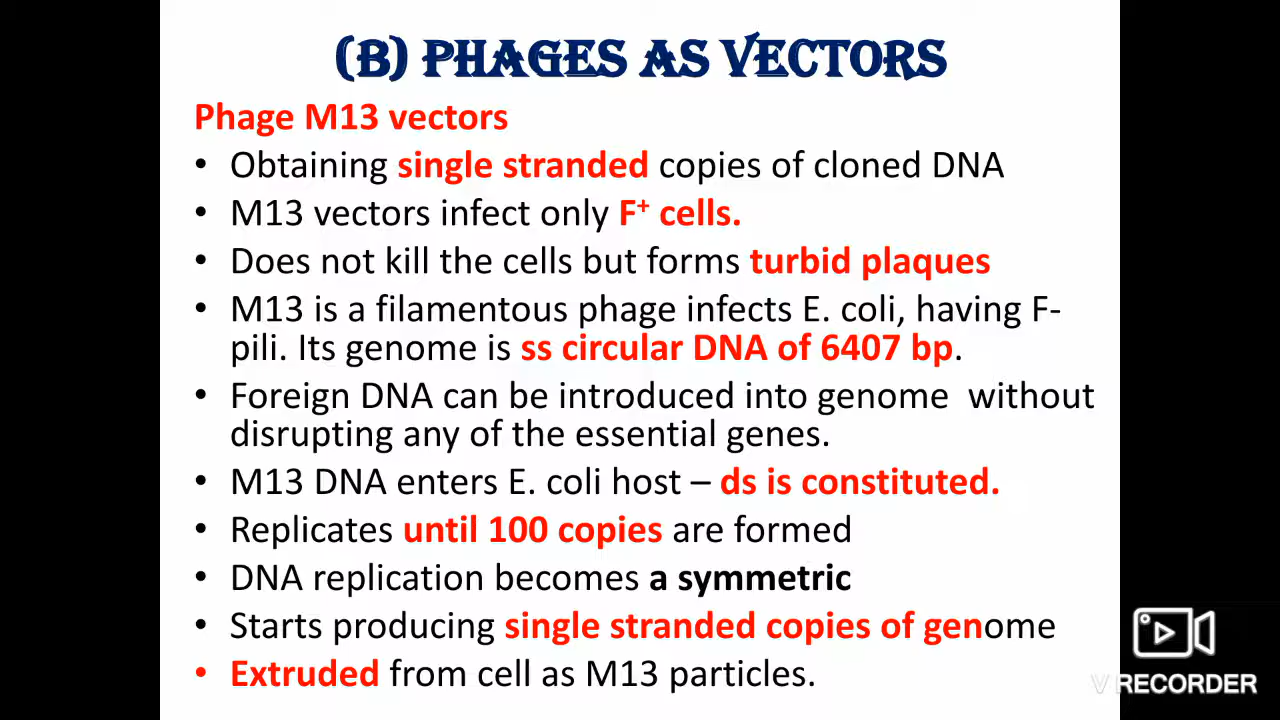 (B) PHAGES AS VECTORS
Phage M13 vectors
• Obtaining single stranded copies of cloned DNA
• M13 vectors infect only F⁺ cells.
• Does not kill the cells but forms turbid plaques
• M13 is a filamentous phage infects E. coli, having F-
pili. Its genome is ss circular DNA of 6407 bp.
• Foreign DNA can be introduced into genome without
disrupting any of the essential genes.
• M13 DNA enters E. coli host – ds is constituted.
• Replicates until 100 copies are formed
• DNA replication becomes a symmetric
• Starts producing single stranded copies of genome
• Extruded from cell as M13 particles.
V RECORDER